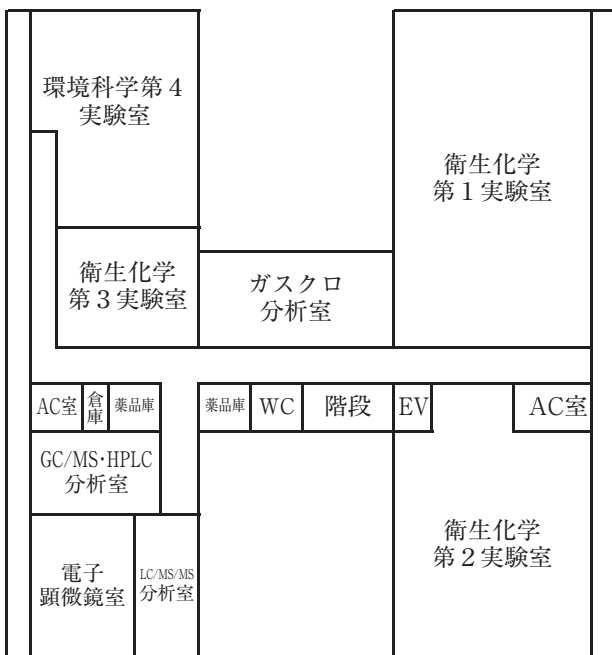 環境科学第４
実験室
衛生化学
第１実験室
衛生化学
第３実験室
ガスクロ
分析室
AC室
倉庫
薬品庫
薬品庫
WC
階段
EV
AC室
GC/MS・HPLC
分析室
電子
顕微鏡室
LC/MS/MS
分析室
衛生化学
第２実験室